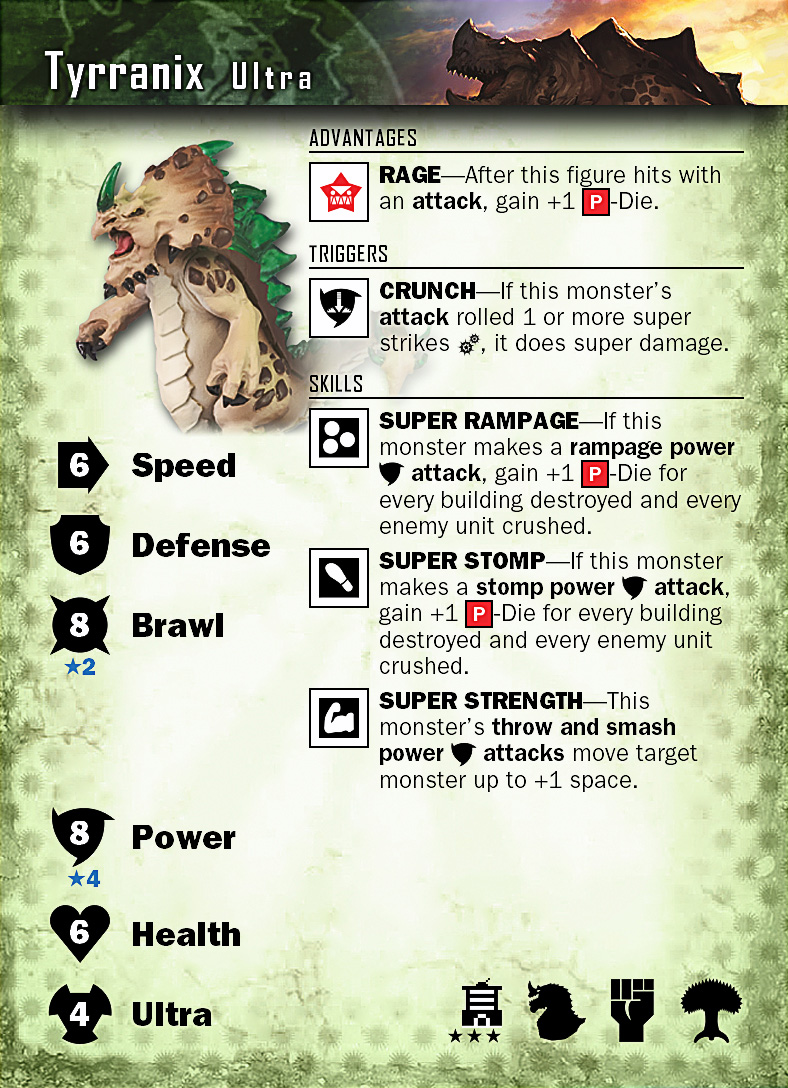 Tyrranix Ultra
ADVANTAGES
RAGE—After this figure hits with
an attack, gain +1 P-Die.
TRIGGERS
CRUNCH—If this monster's
attack rolled 1 or more super
strikes , it does super damage.
SKILLS
SUPER RAMPAGE—If this
monster makes a rampage power
attack, gain +1 P-Die for
every building destroyed and every
enemy unit crushed.
SUPER STOMP—If this monster
makes a stomp power attack,
gain +1 P-Die for every building
destroyed and every enemy unit
crushed.
SUPER STRENGTH—This
monster's throw and smash
power attacks move target
monster up to +1 space.
6 Speed
6 Defense
8 Brawl
★2
8 Power
★4
6 Health
4 Ultra
★★★